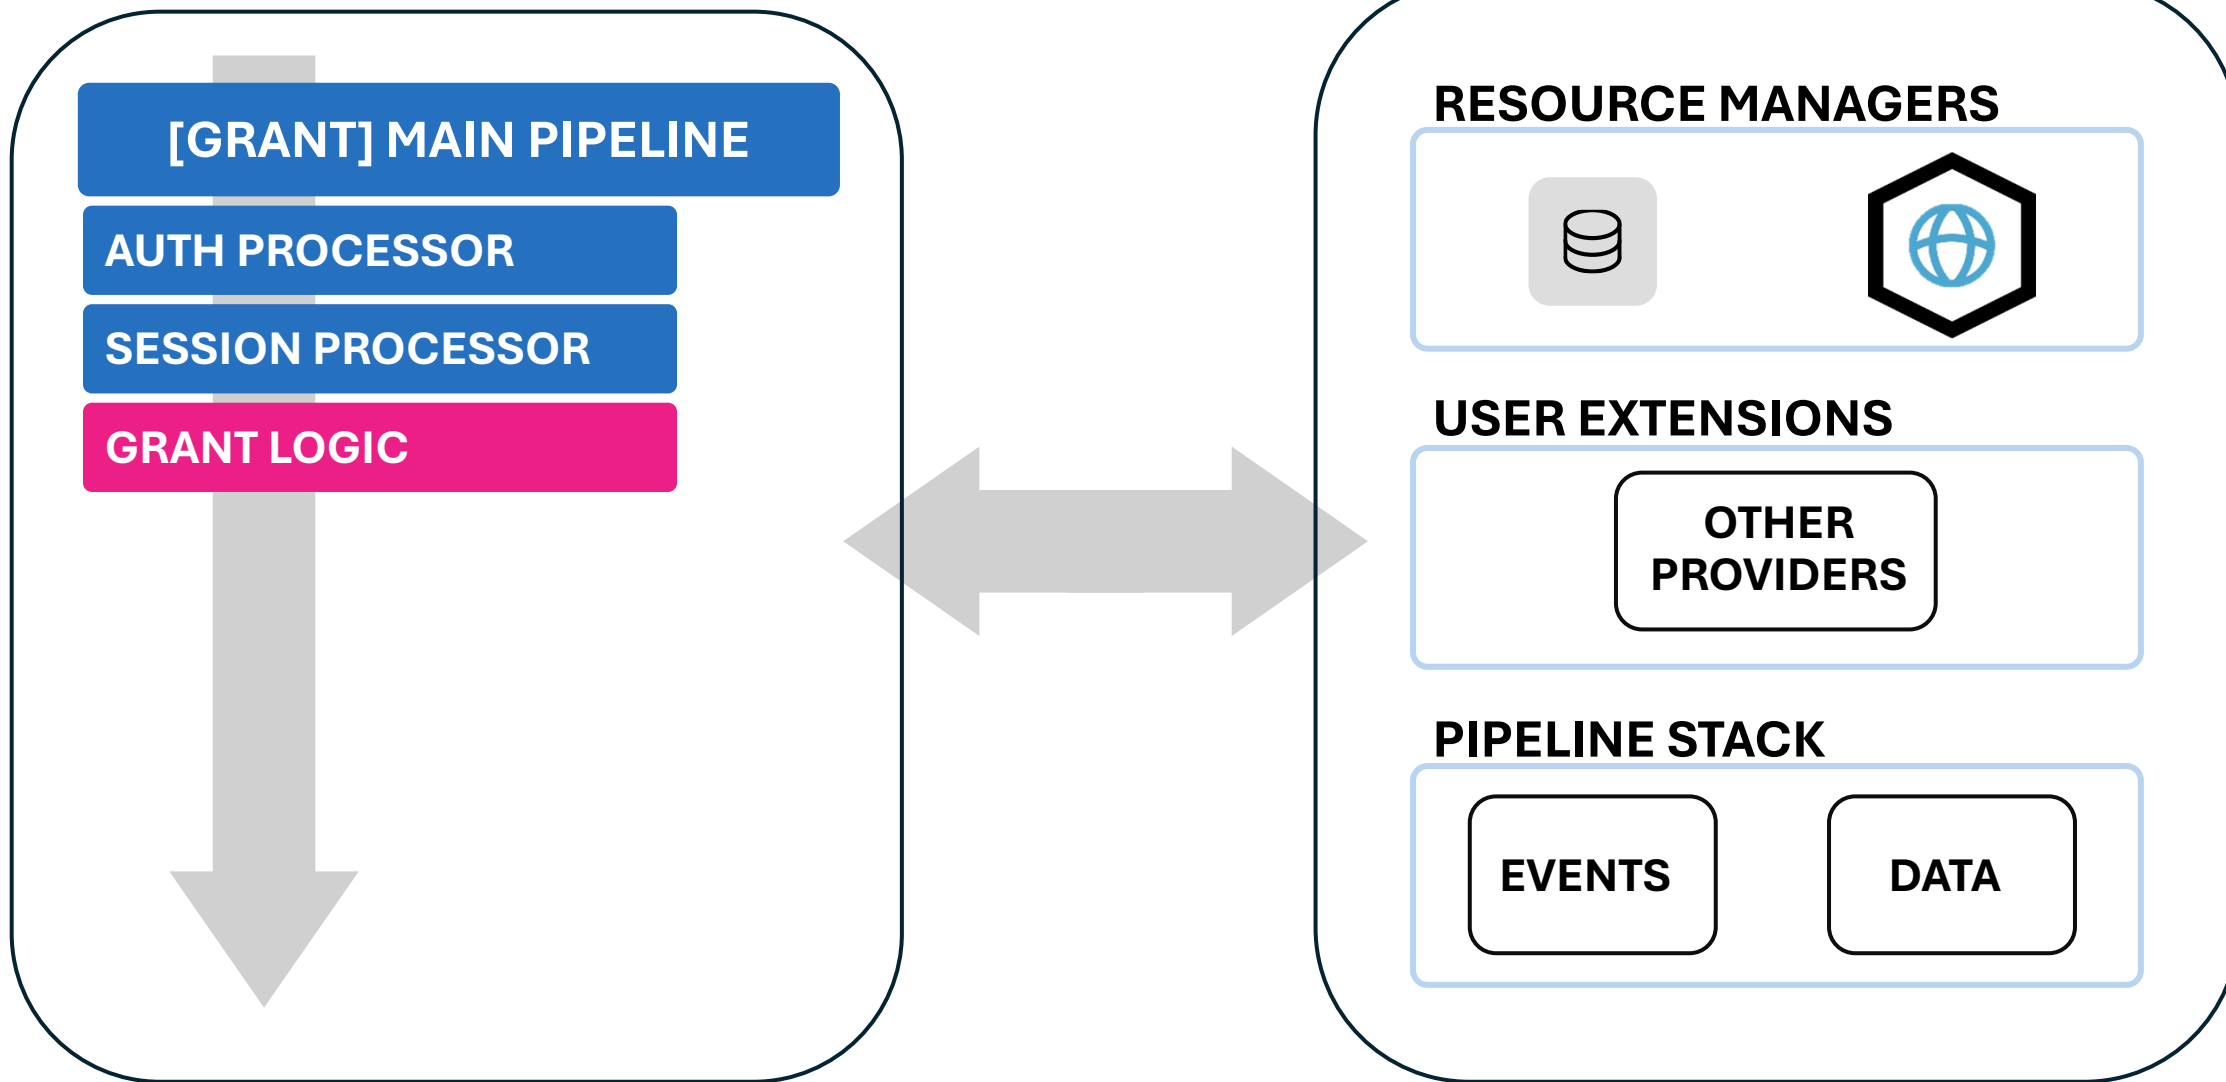 [GRANT] MAIN PIPELINE
AUTH PROCESSOR
SESSION PROCESSOR
GRANT LOGIC
RESOURCE MANAGERS
USER EXTENSIONS
OTHER
PROVIDERS
PIPELINE STACK
EVENTS
DATA